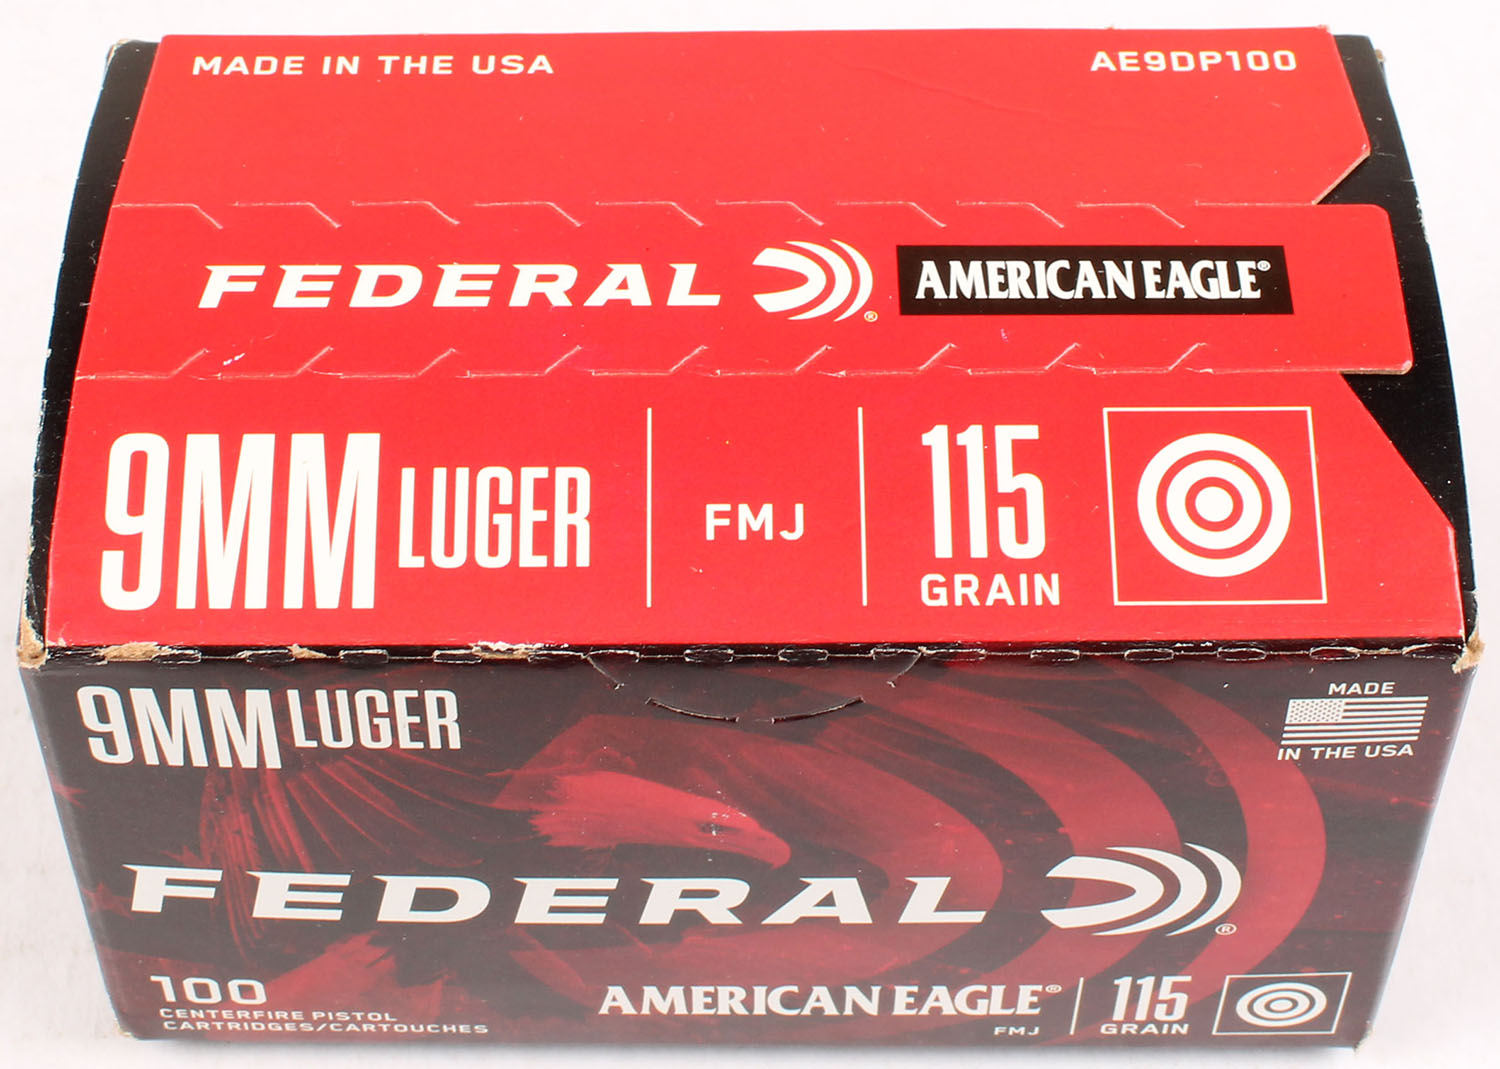 MADE IN THE USA AE9DP100
FEDERAL ® AMERICAN EAGLE®
9MM LUGER FMJ 115 GRAIN
9MM LUGER
MADE IN THE USA
FEDERAL ®
100
CENTERFIRE PISTOL
CARTRIDGES/CARTOUCHES
AMERICAN EAGLE®
FMJ
115
GRAIN